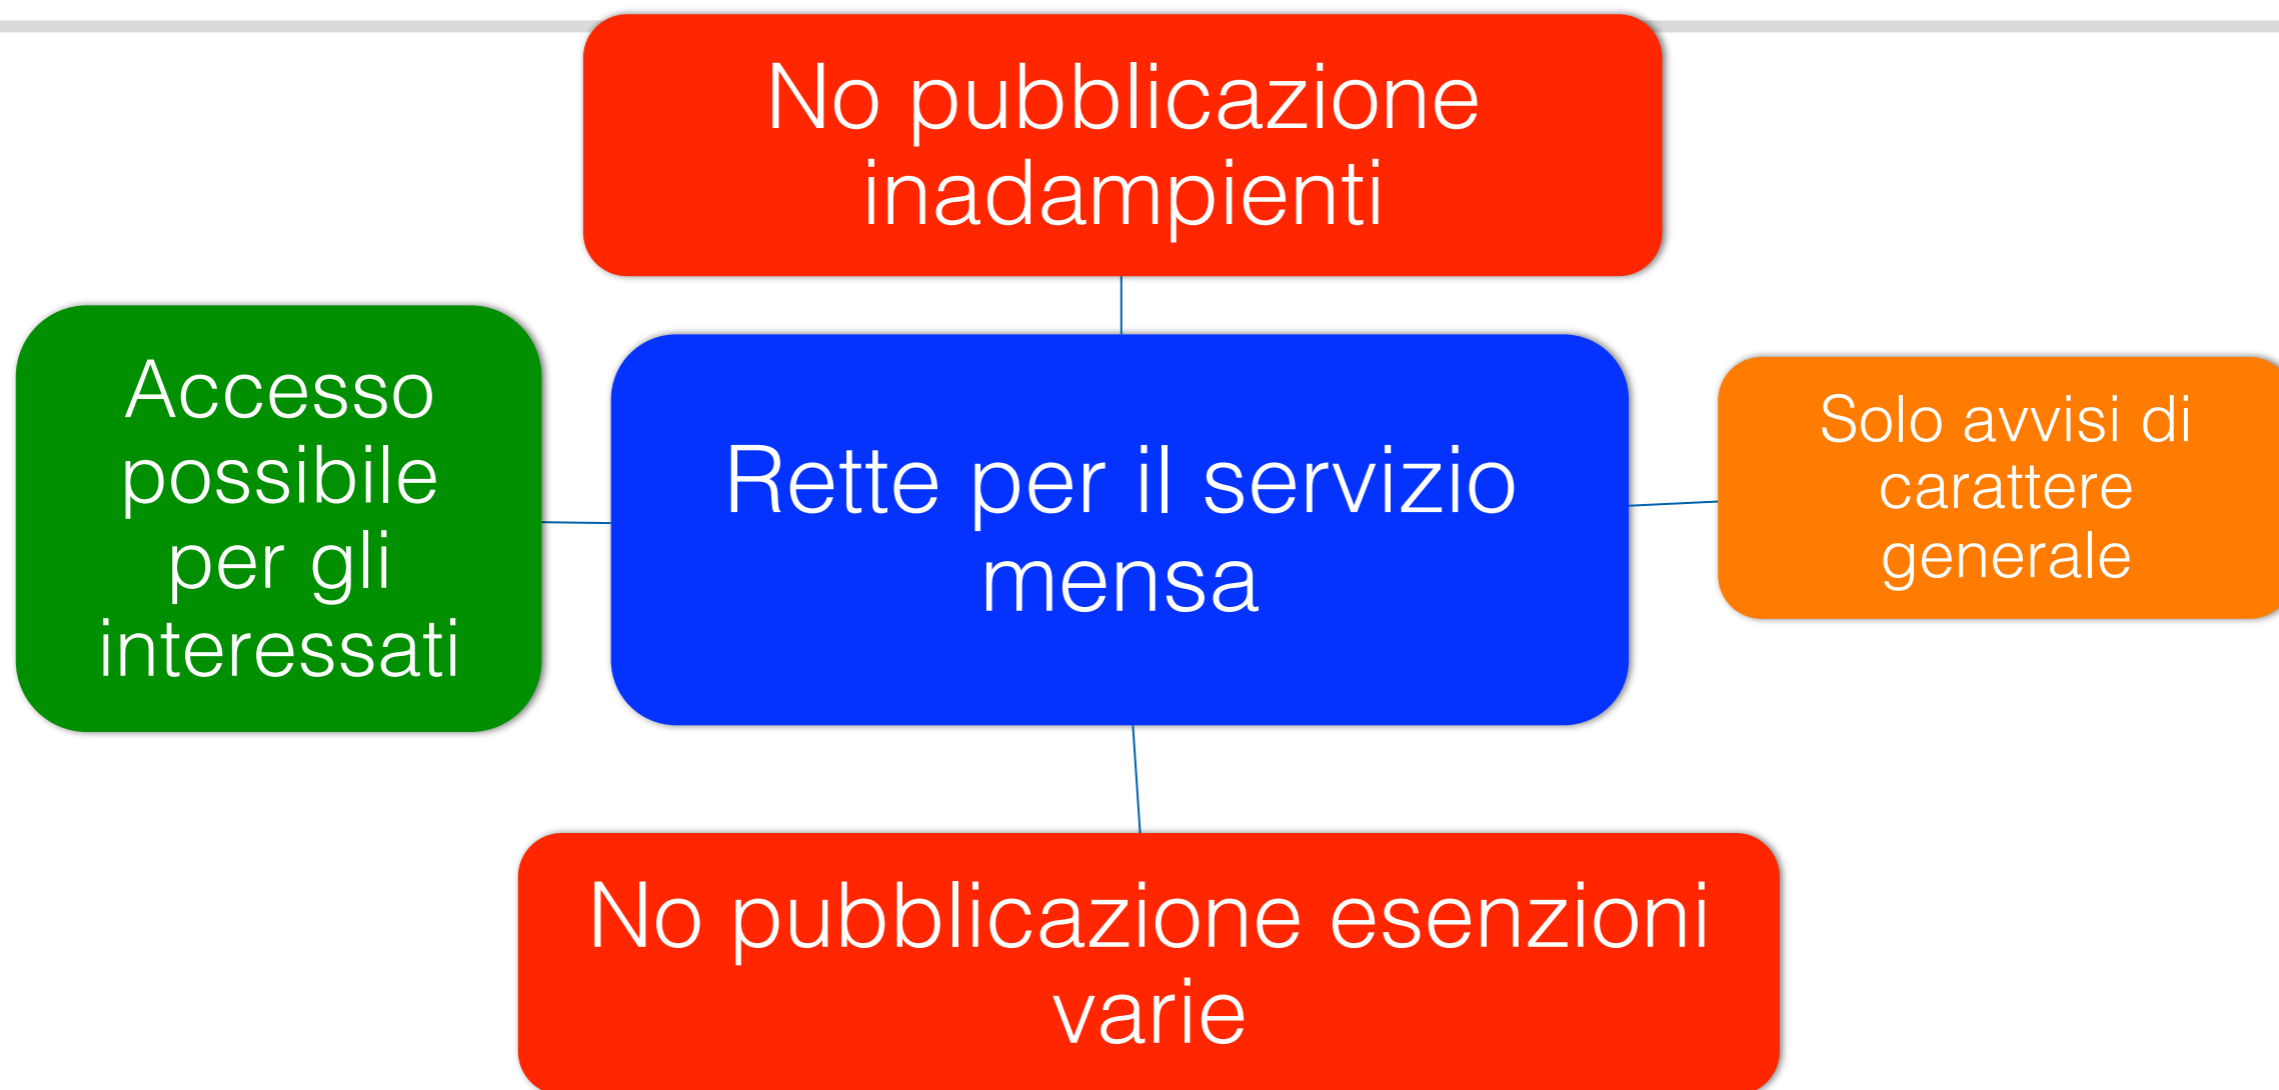 No pubblicazione
inadampienti
Accesso
possibile
per gli
interessati
Rette per il servizio
mensa
Solo avvisi di
carattere
generale
No pubblicazione esenzioni
varie